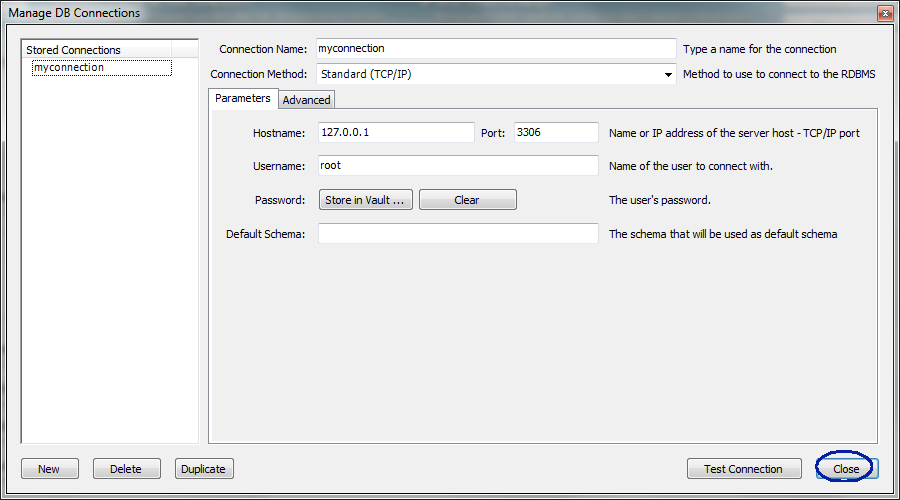 Manage DB Connections
Stored Connections
myconnection
Connection Name: myconnection Type a name for the connection
Connection Method: Standard (TCP/IP) Method to use to connect to the RDBMS
Parameters Advanced
Hostname: 127.0.0.1 Port: 3306 Name or IP address of the server host - TCP/IP port
Username: root Name of the user to connect with.
Password: Store in Vault ... Clear The user's password.
Default Schema: The schema that will be used as default schema
New Delete Duplicate Test Connection Close